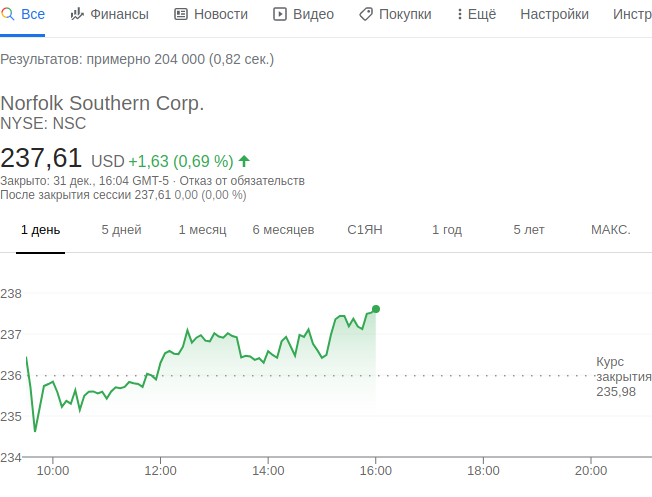 Все Финансы Новости Видео Покупки Ещё Настройки Инстр
Результатов: примерно 204 000 (0,82 сек.)
Norfolk Southern Corp.
NYSE: NSC
237,61 USD +1,63 (0,69 %)
Закрыто: 31 дек., 16:04 GMT-5 · Отказ от обязательств
После закрытия сессии 237,61 0,00 (0,00 %)
1 день 5 дней 1 месяц 6 месяцев С1ЯН 1 год 5 лет МАКС.
238
237
236
235
234
Курс
закрытия
235,98
10:00 12:00 14:00 16:00 18:00 20:00